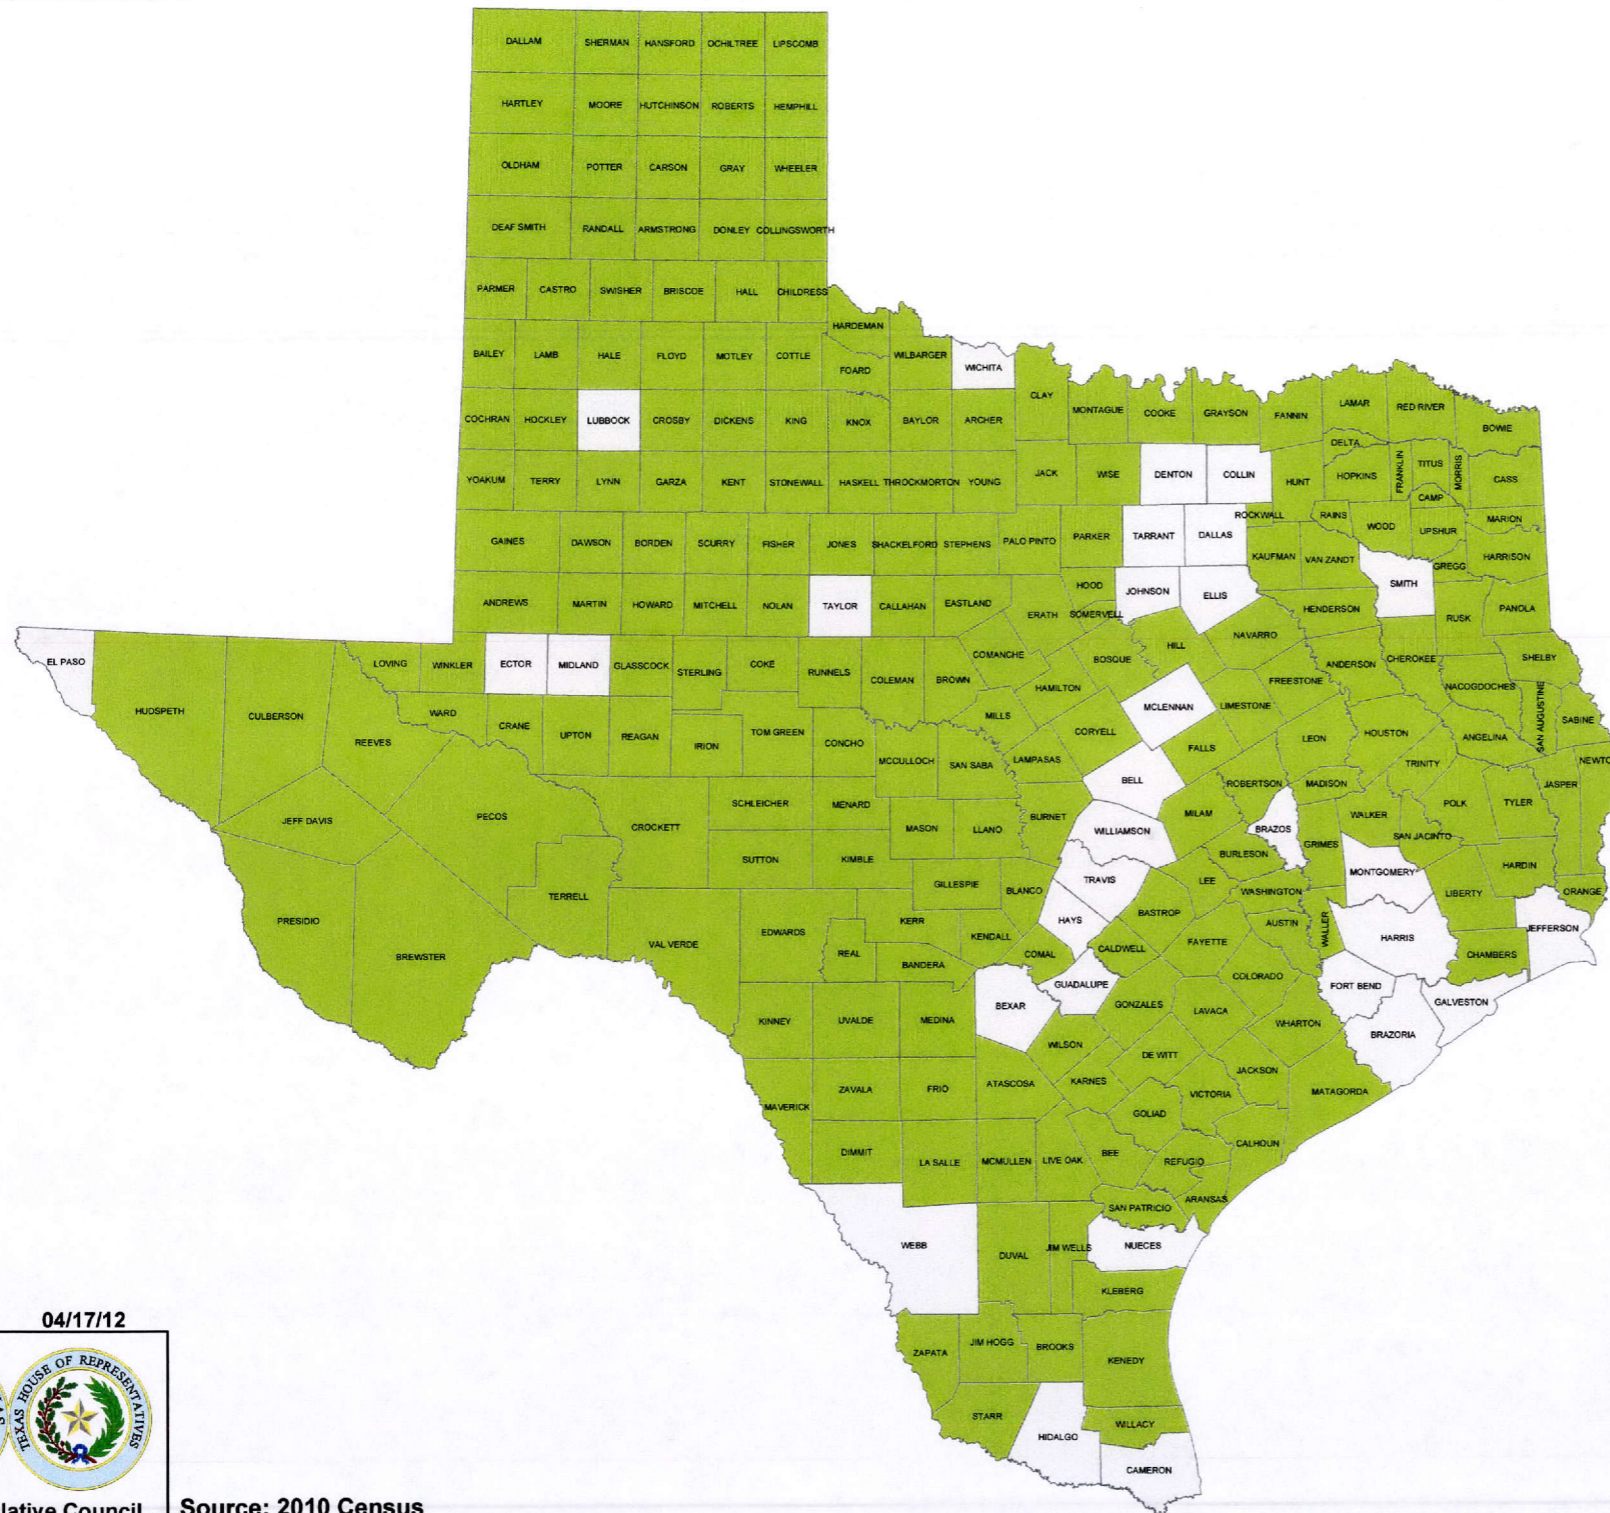 DALLAM SHERMAN HANSFORD OCHILTREE LIPSCOMB
HARTLEY MOORE HUTCHINSON ROBERTS HEMPHILL
OLDHAM POTTER CARSON GRAY WHEELER
DEAF SMITH RANDALL ARMSTRONG DONLEY COLLINGSWORTH
PARMER CASTRO SWISHER BRISCOE HALL CHILDRESS
HARDEMAN
BAILEY LAMB HALE FLOYD MOTLEY COTTLE FOARD WILBARGER WICHITA
CLAY MONTAGUE COOKE GRAYSON FANNIN LAMAR RED RIVER BOWIE
COCHRAN HOCKLEY LUBBOCK CROSBY DICKENS KING KNOX BAYLOR ARCHER
DELTA
YOAKUM TERRY LYNN GARZA KENT STONEWALL HASKELL THROCKMORTON YOUNG JACK WISE DENTON COLLIN HUNT HOPKINS FRANKLIN TITUS MORRIS CASS
CAMP
GAINES DAWSON BORDEN SCURRY FISHER JONES SHACKELFORD STEPHENS PALO PINTO PARKER TARRANT DALLAS ROCKWALL RAINS WOOD UPSHUR MARION
KAUFMAN VAN ZANDT GREGG HARRISON
ANDREWS MARTIN HOWARD MITCHELL NOLAN TAYLOR CALLAHAN EASTLAND ERATH HOOD SOMERVELL JOHNSON ELLIS HENDERSON SMITH RUSK PANOLA
EL PASO HUDSPETH CULBERSON REEVES LOVING WINKLER ECTOR MIDLAND GLASSCOCK STERLING COKE RUNNELS COLEMAN BROWN COMANCHE HAMILTON BOSQUE HILL NAVARRO FREESTONE ANDERSON CHEROKEE NACOGDOCHES SHELBY
WARD CRANE UPTON REAGAN IRION TOM GREEN CONCHO MCCULLOCH SAN SABA MILLS LAMPASAS CORYELL MCLENNAN LIMESTONE FALLS LEON HOUSTON ANGELINA SAN AUGUSTINE SABINE
TRINITY NEWTO
JEFF DAVIS PECOS CROCKETT SCHLEICHER MENARD MASON LLANO BURNET BELL WILLIAMSON MILAM ROBERTSON BRAZOS MADISON WALKER SAN JACINTO POLK TYLER JASPER
PRESIDIO BREWSTER TERRELL SUTTON KIMBLE GILLESPIE BLANCO TRAVIS LEE BURLESON WASHINGTON GRIMES MONTGOMERY LIBERTY HARDIN ORANGE
VAL VERDE EDWARDS REAL KERR KENDALL BANDERA COMAL HAYS CALDWELL BASTROP FAYETTE AUSTIN WALLER HARRIS CHAMBERS JEFFERSON
KINNEY UVALDE MEDINA BEXAR GUADALUPE GONZALES LAVACA COLORADO WHARTON FORT BEND BRAZORIA GALVESTON
MAVERICK ZAVALA FRIO ATASCOSA WILSON KARNES DE WITT GOLIAD VICTORIA JACKSON MATAGORDA
DIMMIT LA SALLE MCMULLEN LIVE OAK BEE REFUGIO CALHOUN
SAN PATRICIO ARANSAS
WEBB DUVAL JIM WELLS NUECES
KLEBERG
ZAPATA JIM HOGG BROOKS KENEDY
STARR HIDALGO WILLACY
CAMERON
04/17/12
TEXAS HOUSE OF REPRESENTATIVES
lative Council
Source: 2010 Census